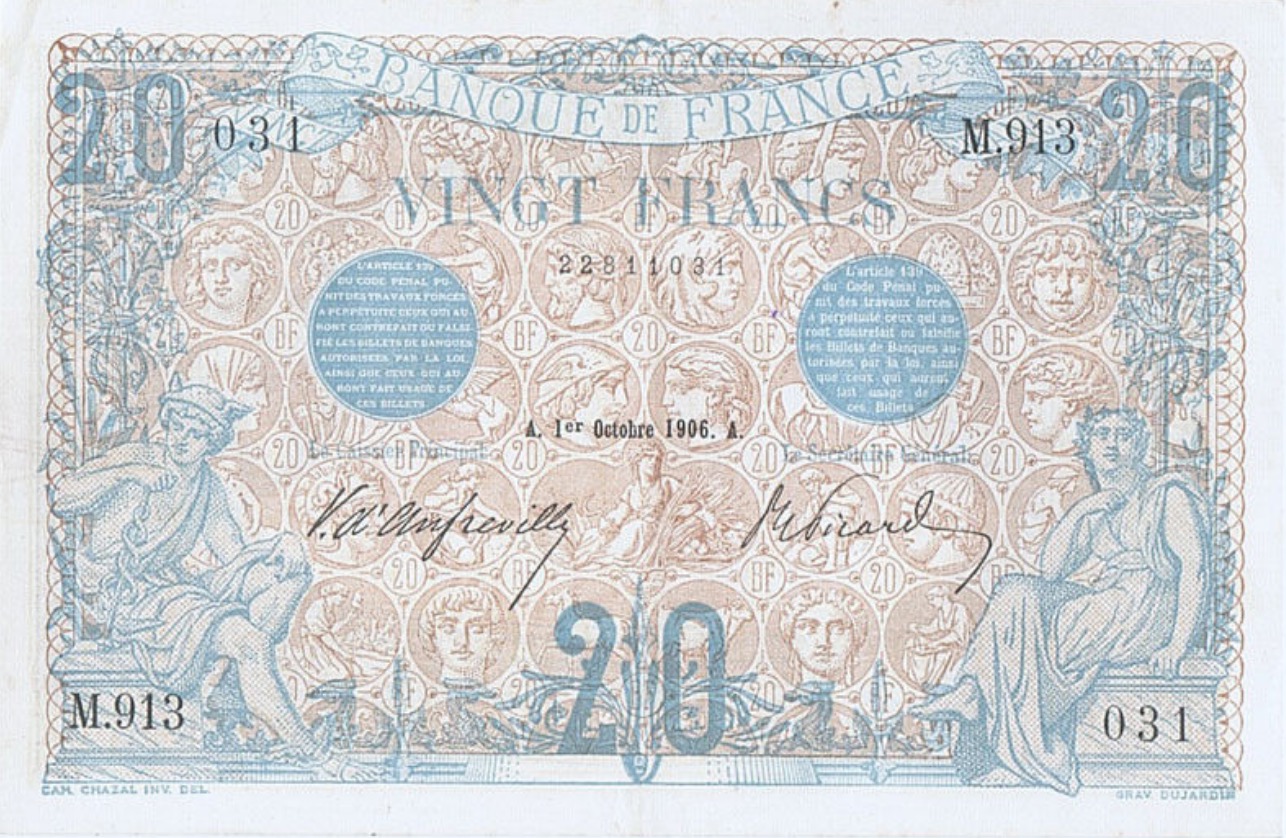 BANQUE DE FRANCE
20
031
M.913
20
VINGT FRANCS
22811031
L'ARTICLE 139
DU CODE PENAL PU-
NIT DES TRAVAUX FORCÉS
A PERPÉTUITE CEUX QUI AU-
RONT CONTREFAIT OU FALSI-
FIÉ LES BILLETS DE BANQUES
AUTORISÉES PAR LA LOI,
AINSI QUE CEUX QUI AU-
RONT FAIT USAGE DE
CES BILLETS
L'article 139
du Code Pénal pu-
nit des travaux forcés
à perpétuité ceux qui au-
ront contrefait ou falsifié
les Billets de Banques au-
torisées par la loi, ainsi
que ceux qui auront
fait usage de
ces Billets
A. 1er Octobre 1906. A.
Le Caissier Principal
Le Secrétaire Général
V. d'Anfreville
Picard
20
M.913
031
CAM. CHAZAL INV. DEL.
GRAV. DUJARDIN